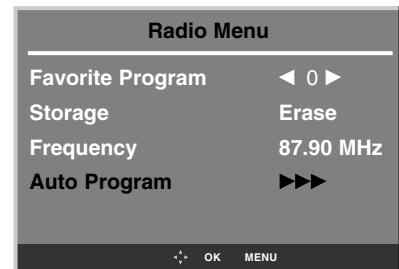 Radio Menu
Favorite Program ◀ 0 ▶
Storage Erase
Frequency 87.90 MHz
Auto Program ▶▶▶
OK MENU